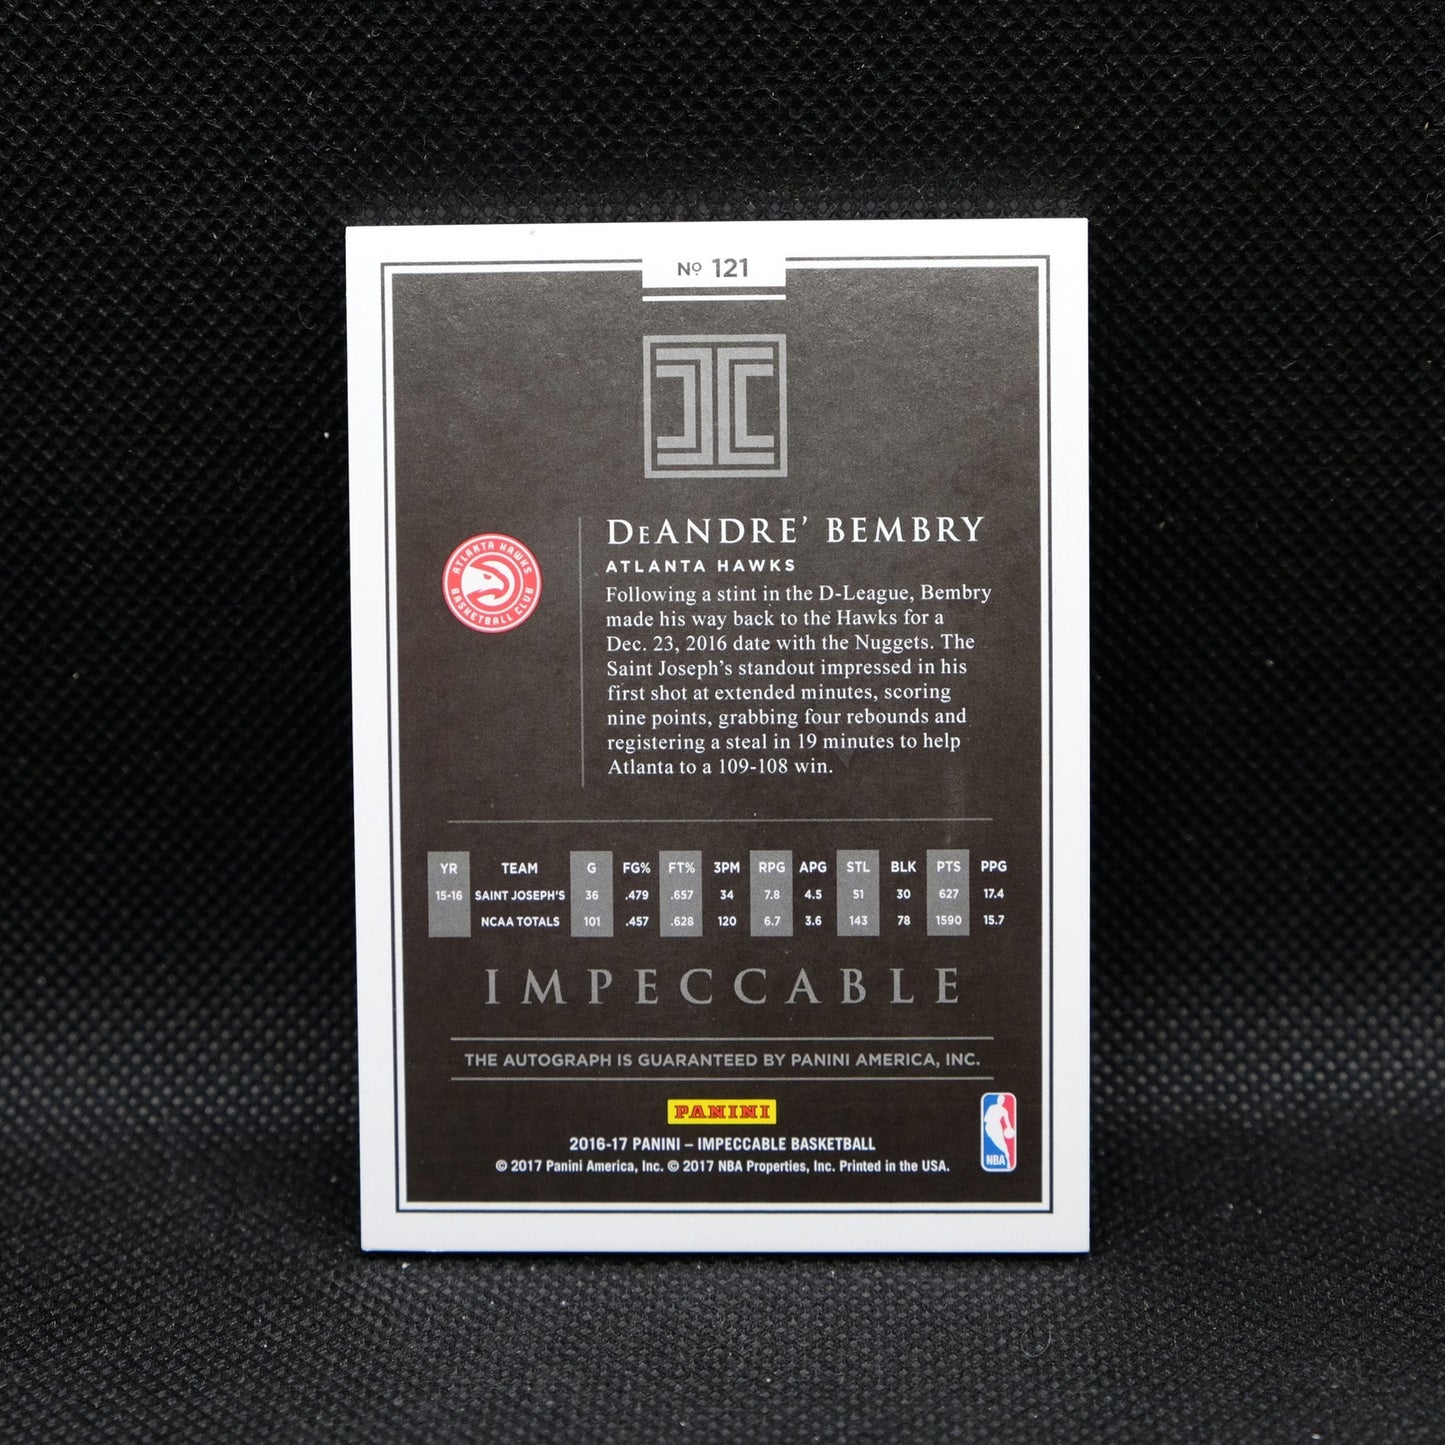 Nº 121
DeANDRE’ BEMBRY
ATLANTA HAWKS
ATLANTA HAWKS
BASKETBALL CLUB
Following a stint in the D-League, Bembry
made his way back to the Hawks for a
Dec. 23, 2016 date with the Nuggets. The
Saint Joseph’s standout impressed in his
first shot at extended minutes, scoring
nine points, grabbing four rebounds and
registering a steal in 19 minutes to help
Atlanta to a 109-108 win.
YR TEAM G FG% FT% 3PM RPG APG STL BLK PTS PPG
15-16 SAINT JOSEPH’S 36 .479 .657 34 7.8 4.5 51 30 627 17.4
NCAA TOTALS 101 .457 .628 120 6.7 3.6 143 78 1590 15.7
IMPECCABLE
THE AUTOGRAPH IS GUARANTEED BY PANINI AMERICA, INC.
PANINI
2016-17 PANINI – IMPECCABLE BASKETBALL
© 2017 Panini America, Inc. © 2017 NBA Properties, Inc. Printed in the USA.
NBA